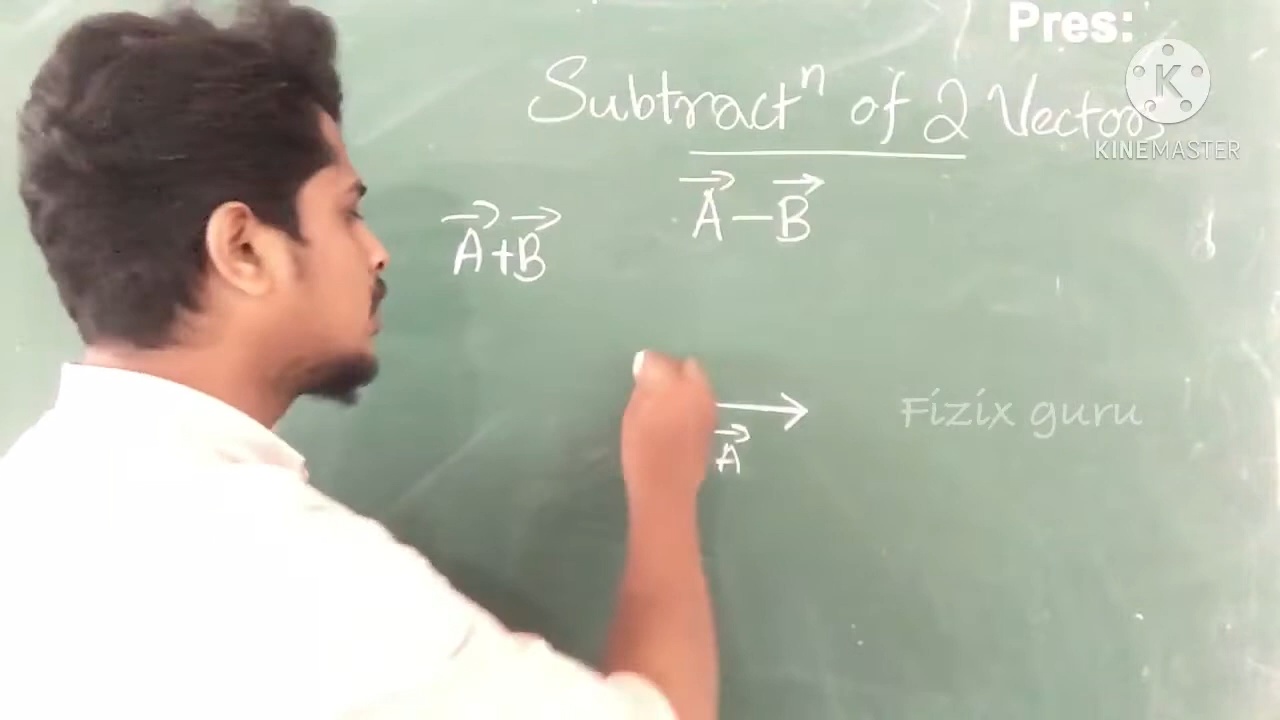 Pres:
Subtractⁿ of 2 Vectors
KINEMASTER
A⃗ + B⃗
A⃗ − B⃗
Fizix guru
A⃗